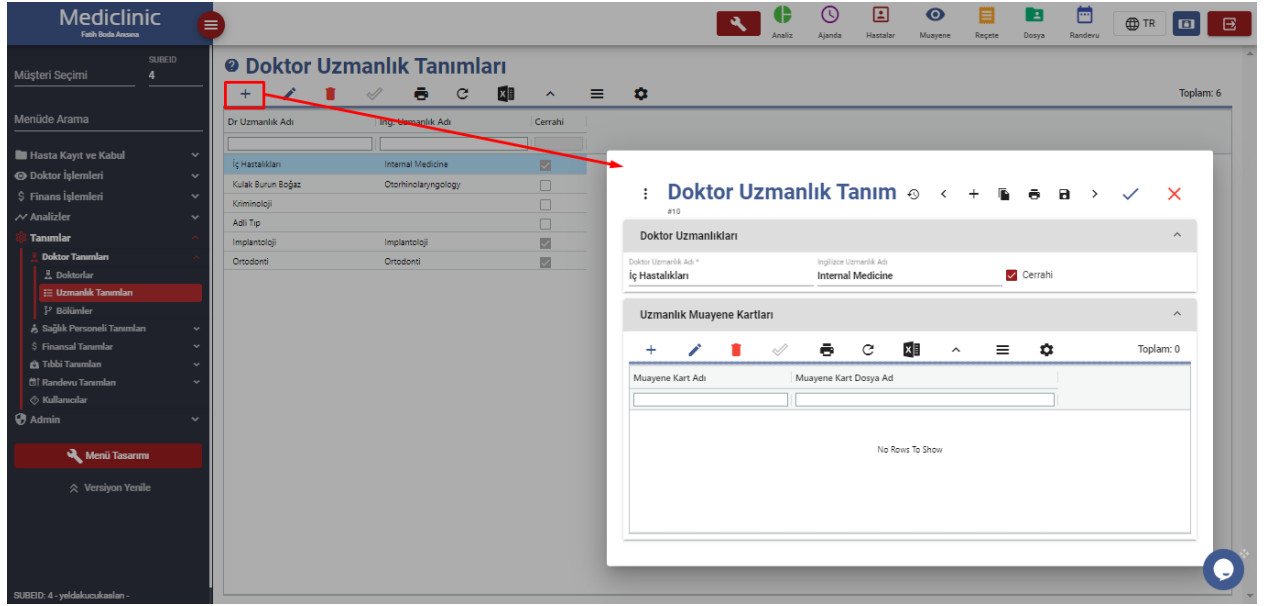 Mediclinic
Fatih Boda Arısına
Analiz
Ajanda
Hastalar
Muayene
Reçete
Dosya
Randevu
TR
Müşteri Seçimi
SUBEID
4
Menüde Arama
Hasta Kayıt ve Kabul
Doktor İşlemleri
Finans İşlemleri
Analizler
Tanımlar
Doktor Tanımları
Doktorlar
Uzmanlık Tanımları
Bölümler
Sağlık Personeli Tanımları
Finansal Tanımlar
Tıbbi Tanımlar
Randevu Tanımları
Kullanıcılar
Admin
Menü Tasarımı
Versiyon Yenile
SUBEID: 4 - yeldakucukaslan -
Doktor Uzmanlık Tanımları
Toplam: 6
Dr Uzmanlık Adı Ing. Uzmanlık Adı Cerrahi
İç Hastalıkları Internal Medicine
Kulak Burun Boğaz Otorhinolaryngology
Kriminoloji
Adli Tıp
Implantoloji Implantoloji
Ortodonti Ortodonti
Doktor Uzmanlık Tanım
#10
Doktor Uzmanlıkları
Doktor Uzmanlık Adı * Ingilizce Uzmanlık Adı
İç Hastalıkları Internal Medicine Cerrahi
Uzmanlık Muayene Kartları
Toplam: 0
Muayene Kart Adı Muayene Kart Dosya Ad
No Rows To Show